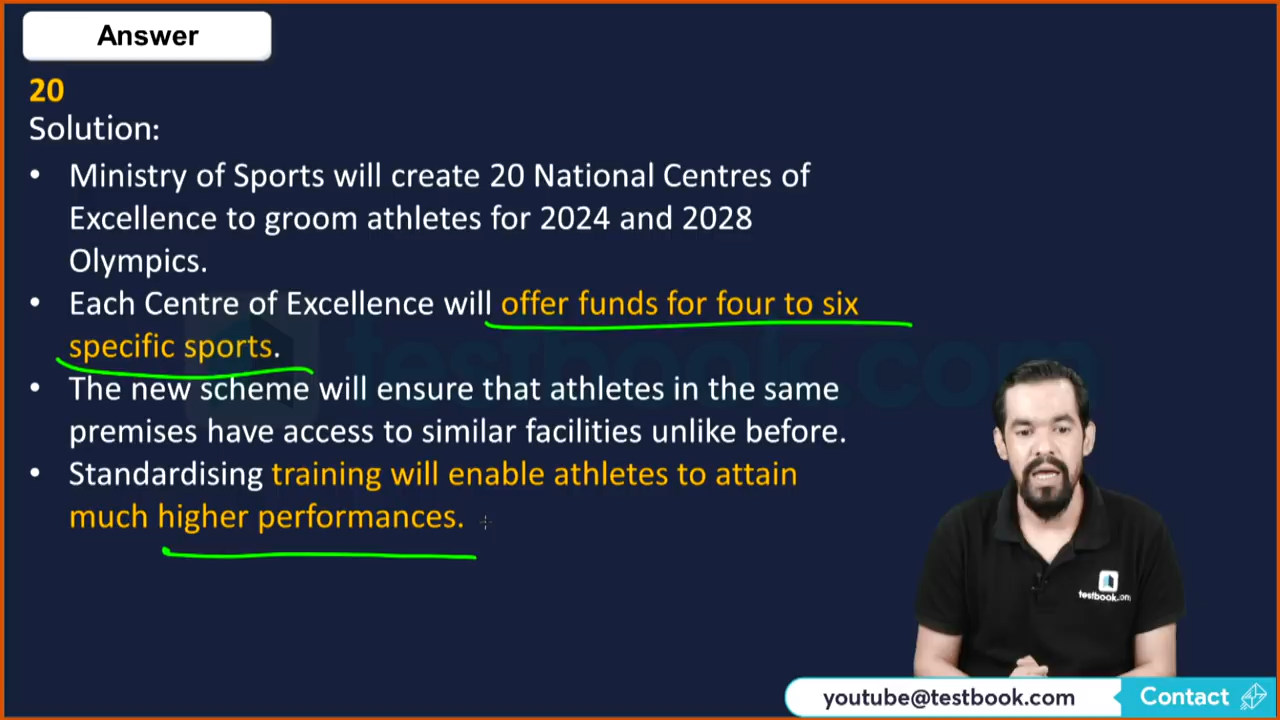 Answer
20
Solution:
• Ministry of Sports will create 20 National Centres of
Excellence to groom athletes for 2024 and 2028
Olympics.
• Each Centre of Excellence will offer funds for four to six
specific sports.
• The new scheme will ensure that athletes in the same
premises have access to similar facilities unlike before.
• Standardising training will enable athletes to attain
much higher performances.
testbook.com
testbook.com
youtube@testbook.com
Contact